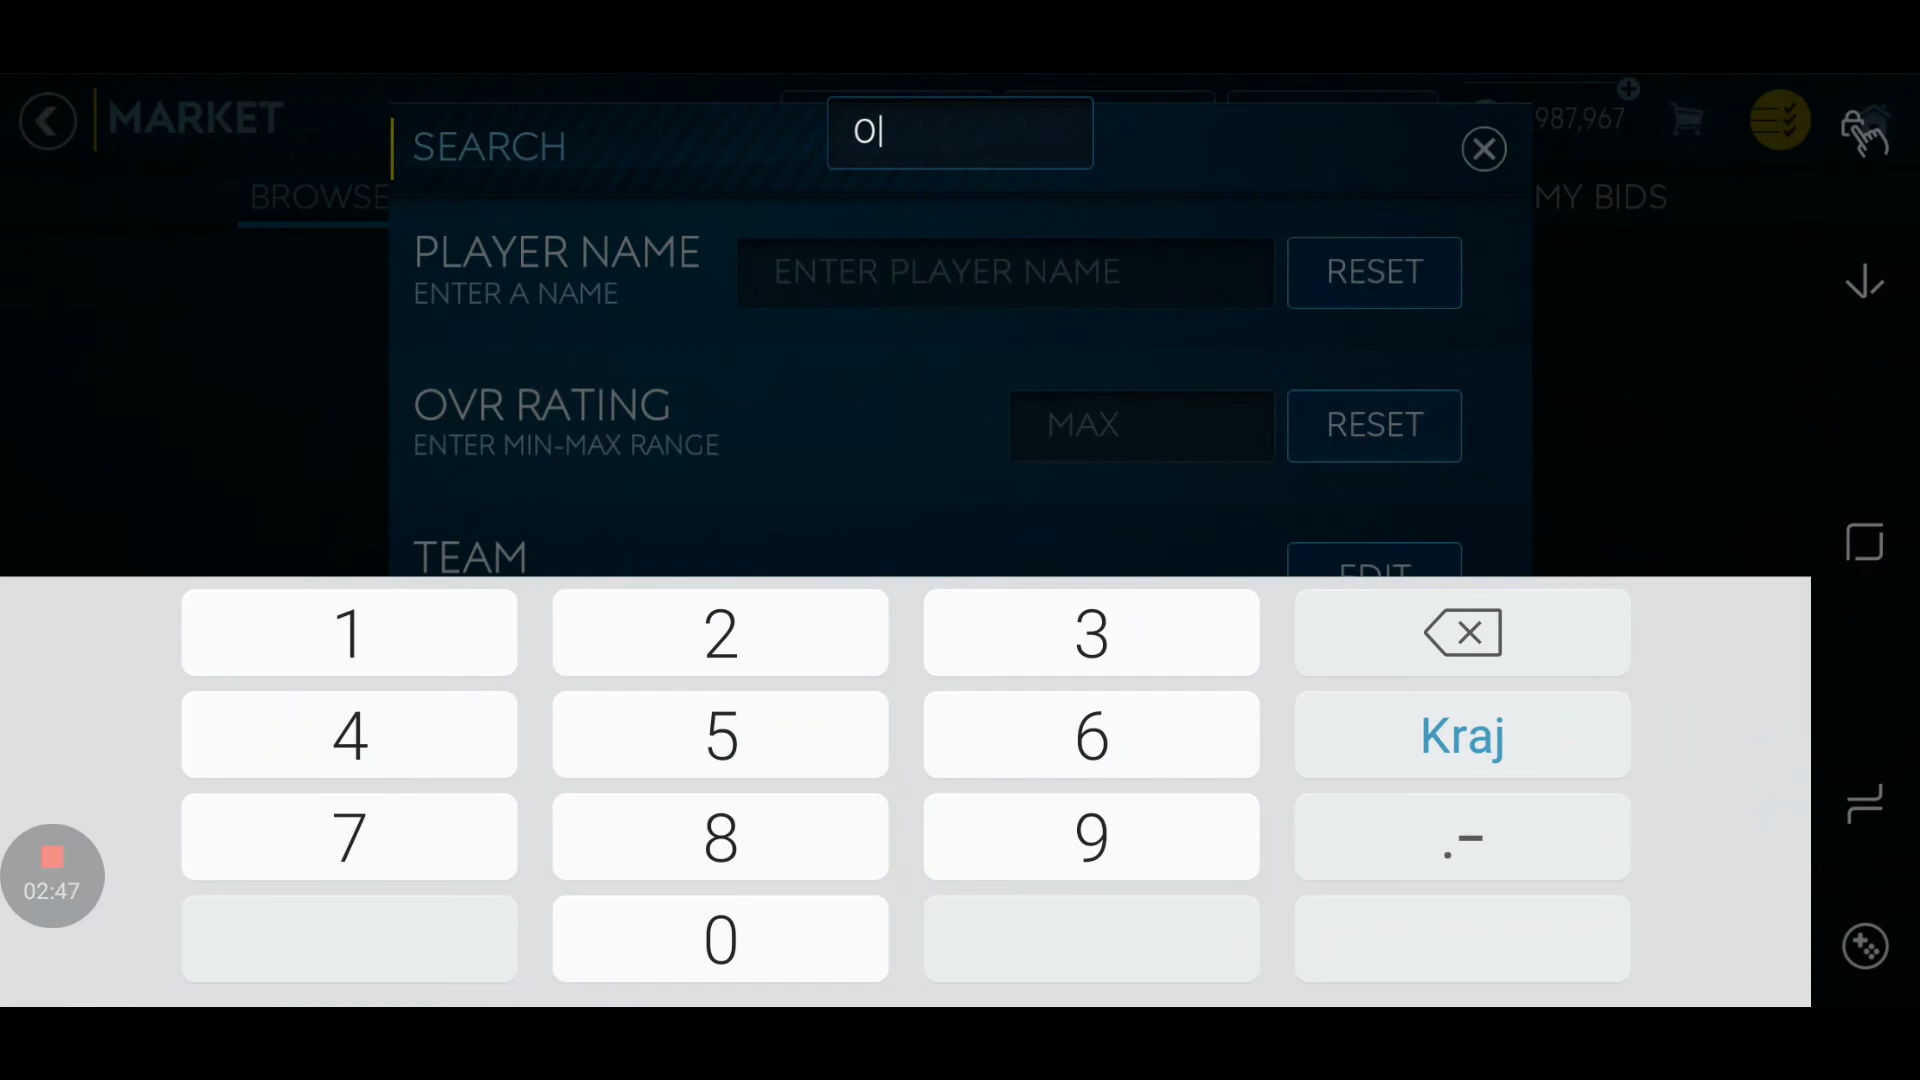 MARKET
SEARCH
0
987,967
BROWSE
MY BIDS
PLAYER NAME
ENTER A NAME
ENTER PLAYER NAME
RESET
OVR RATING
ENTER MIN-MAX RANGE
MAX
RESET
TEAM
EDIT
1 2 3
4 5 6 Kraj
7 8 9 .-
02:47
0